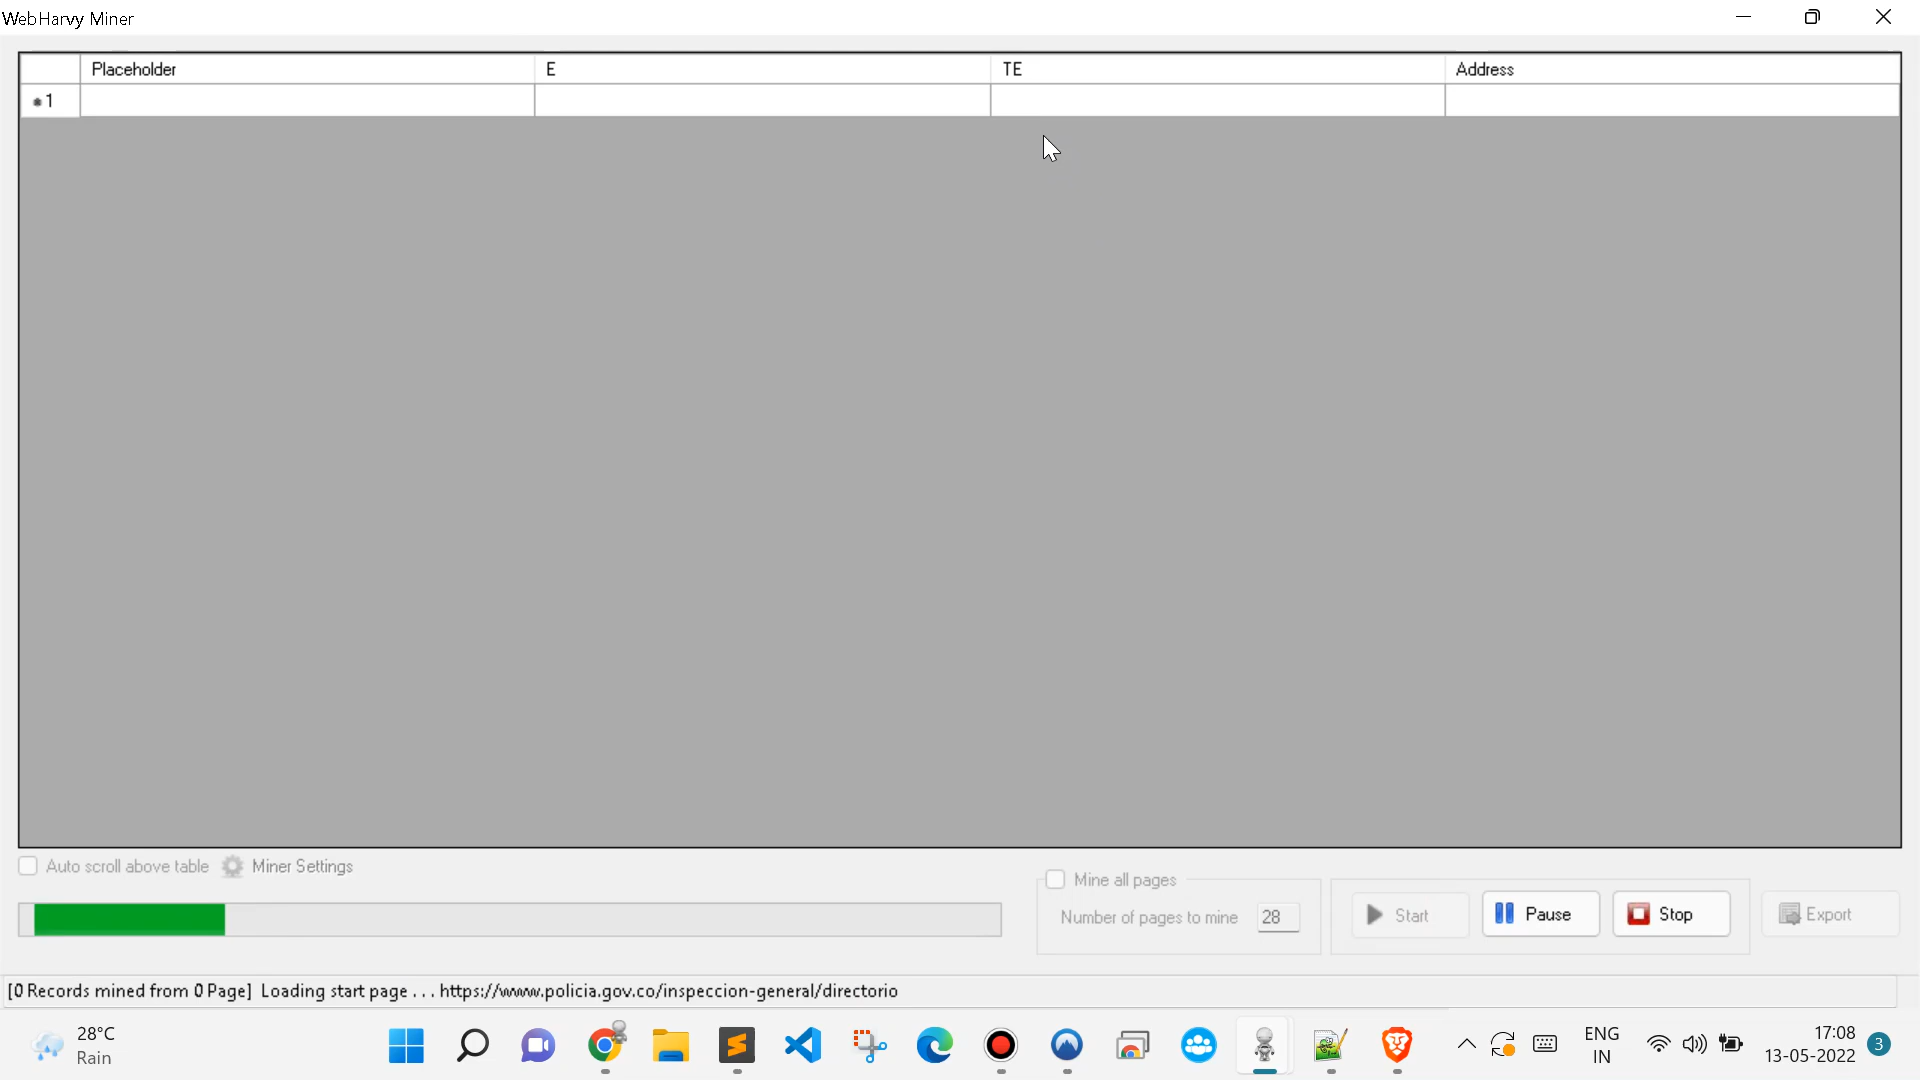 WebHarvy Miner
Placeholder E TE Address
1
Auto scroll above table Miner Settings
Mine all pages
Number of pages to mine 28
Start Pause Stop Export
[0 Records mined from 0 Page] Loading start page . . . https://www.policia.gov.co/inspeccion-general/directorio
28°C
Rain
ENG
IN
17:08
13-05-2022
3